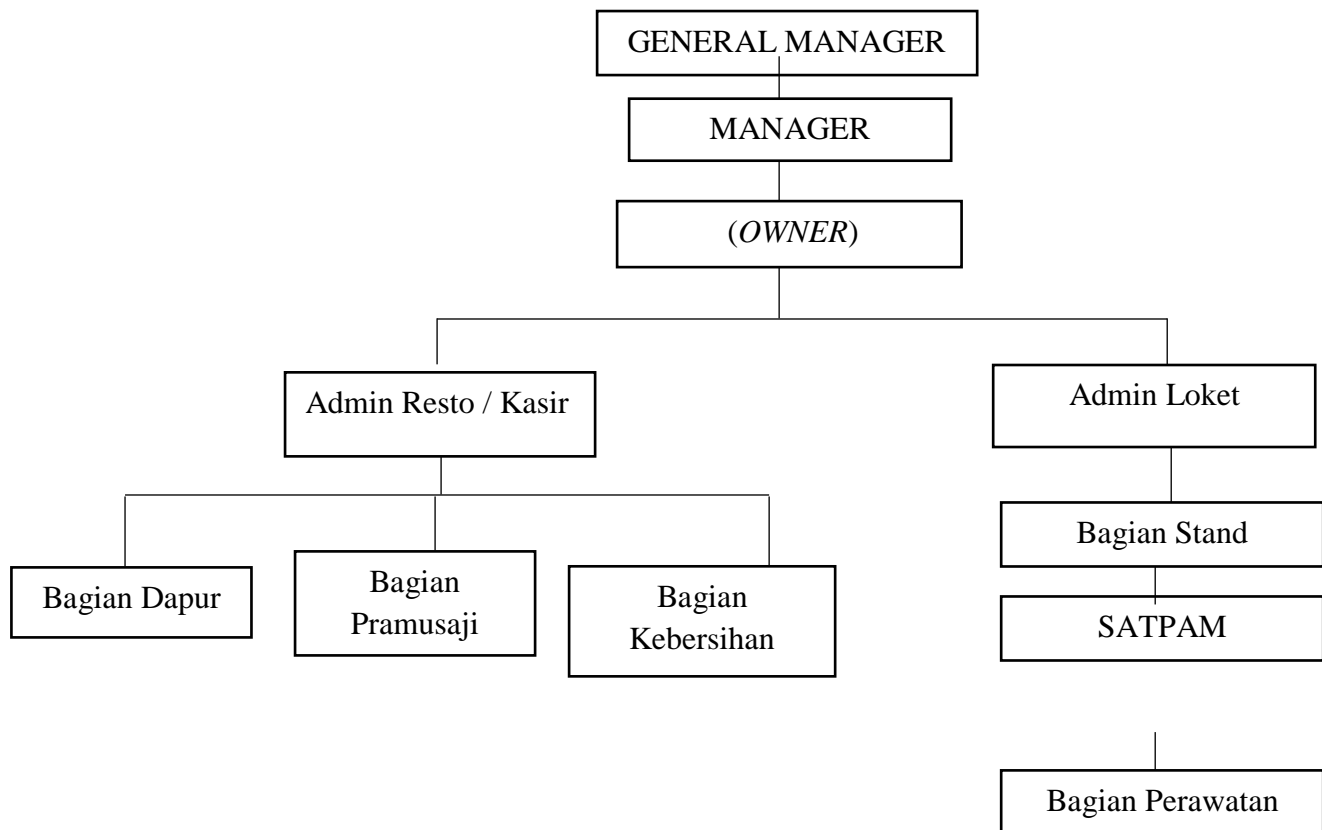 GENERAL MANAGER
MANAGER
(OWNER)
Admin Resto / Kasir
Admin Loket
Bagian Stand
Bagian Dapur
Bagian
Pramusaji
Bagian
Kebersihan
SATPAM
Bagian Perawatan